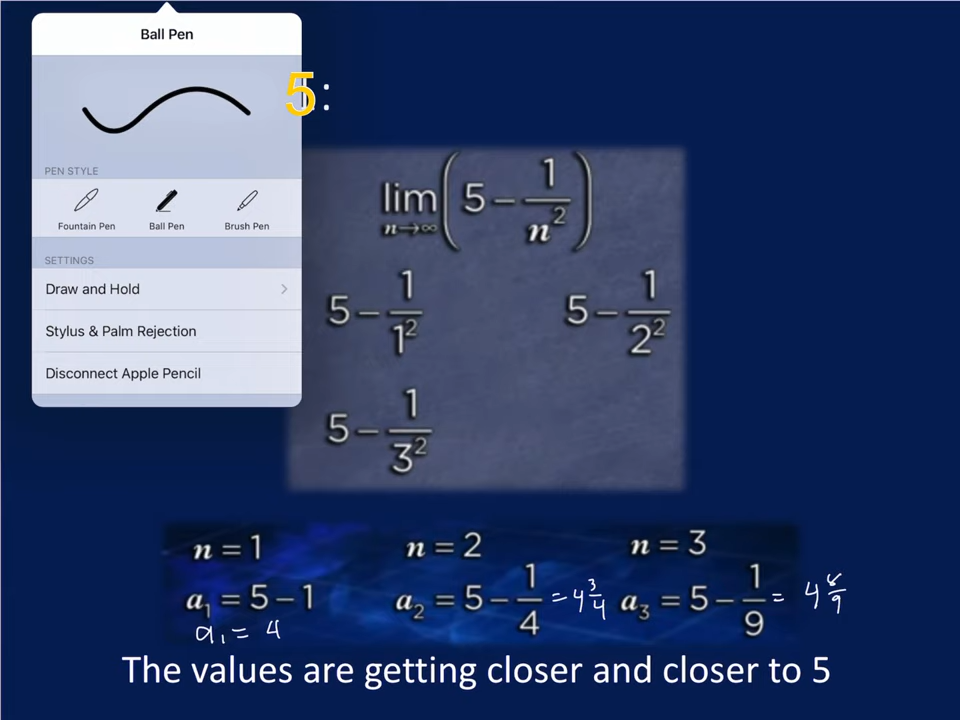 Ball Pen
5:
PEN STYLE
Fountain Pen Ball Pen Brush Pen
SETTINGS
Draw and Hold
Stylus & Palm Rejection
Disconnect Apple Pencil
lim n→∞ (5 − 1/n²)
5 − 1/1² 5 − 1/2²
5 − 1/3²
n = 1 n = 2 n = 3
a₁ = 5 − 1 a₂ = 5 − 1/4 = 4 3/4 a₃ = 5 − 1/9 = 4 8/9
a₁ = 4
The values are getting closer and closer to 5